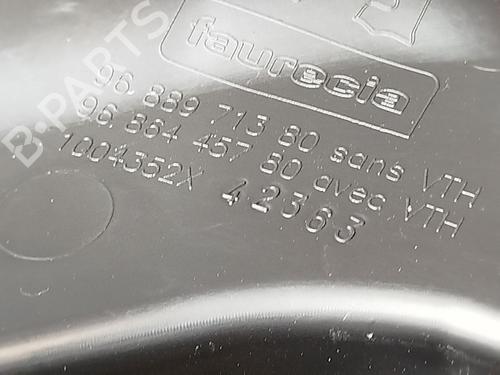 B-PARTS
faurecia
96 889 713 80 sans VTH
96 864 457 80 avec VTH
1004352X
42363